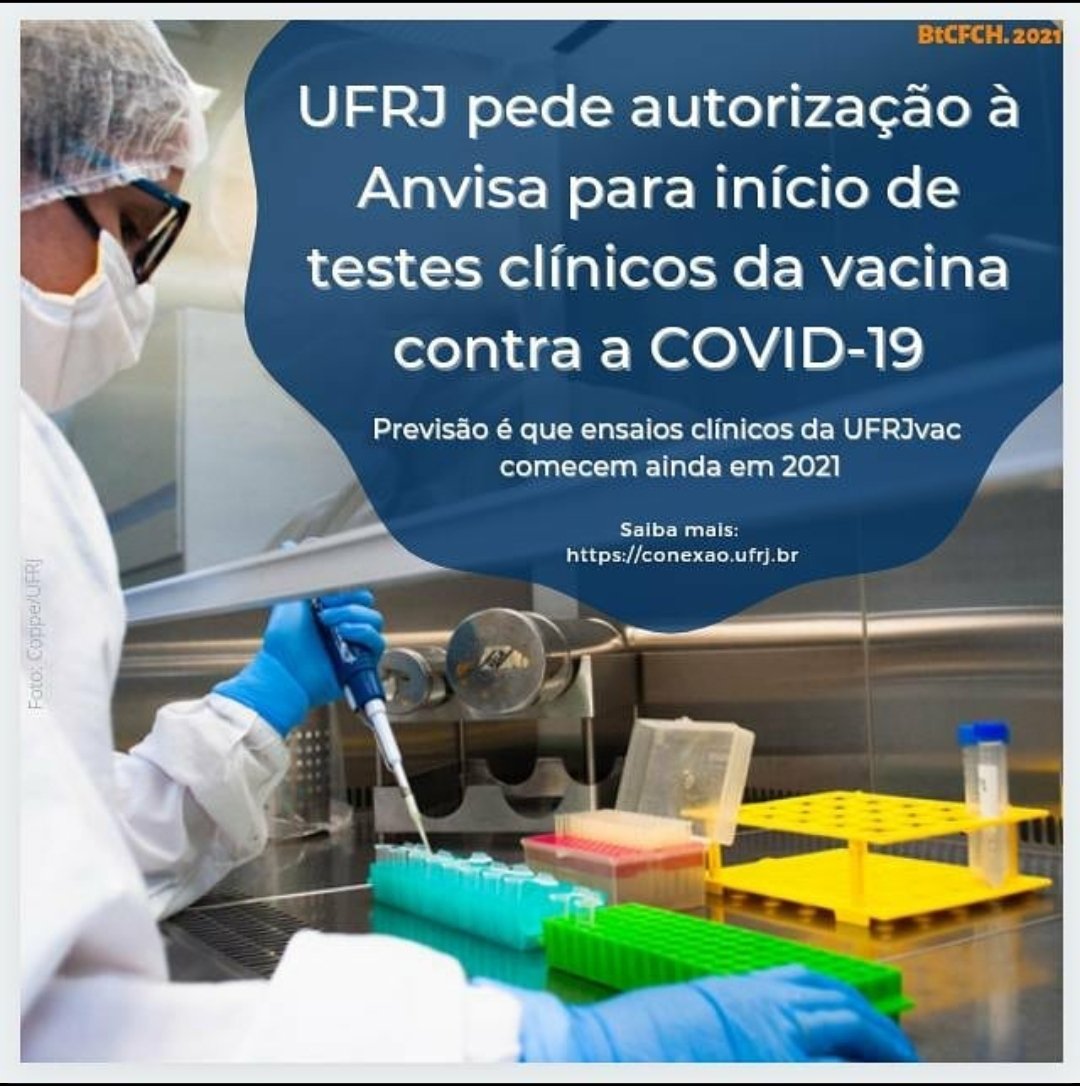 BtCFCH.2021
UFRJ pede autorização à
Anvisa para início de
testes clínicos da vacina
contra a COVID-19
Previsão é que ensaios clínicos da UFRJvac
comecem ainda em 2021
Saiba mais:
https://conexao.ufrj.br
Foto: Coppe/UFRJ